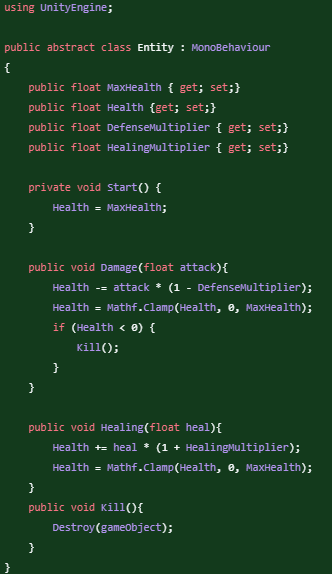 using UnityEngine;

public abstract class Entity : MonoBehaviour
{
    public float MaxHealth { get; set;}
    public float Health {get; set;}
    public float DefenseMultiplier { get; set;}
    public float HealingMultiplier { get; set;}

    private void Start() {
        Health = MaxHealth;
    }

    public void Damage(float attack){
        Health -= attack * (1 - DefenseMultiplier);
        Health = Mathf.Clamp(Health, 0, MaxHealth);
        if (Health < 0) {
            Kill();
        }
    }

    public void Healing(float heal){
        Health += heal * (1 + HealingMultiplier);
        Health = Mathf.Clamp(Health, 0, MaxHealth);
    }
    public void Kill(){
        Destroy(gameObject);
    }
}